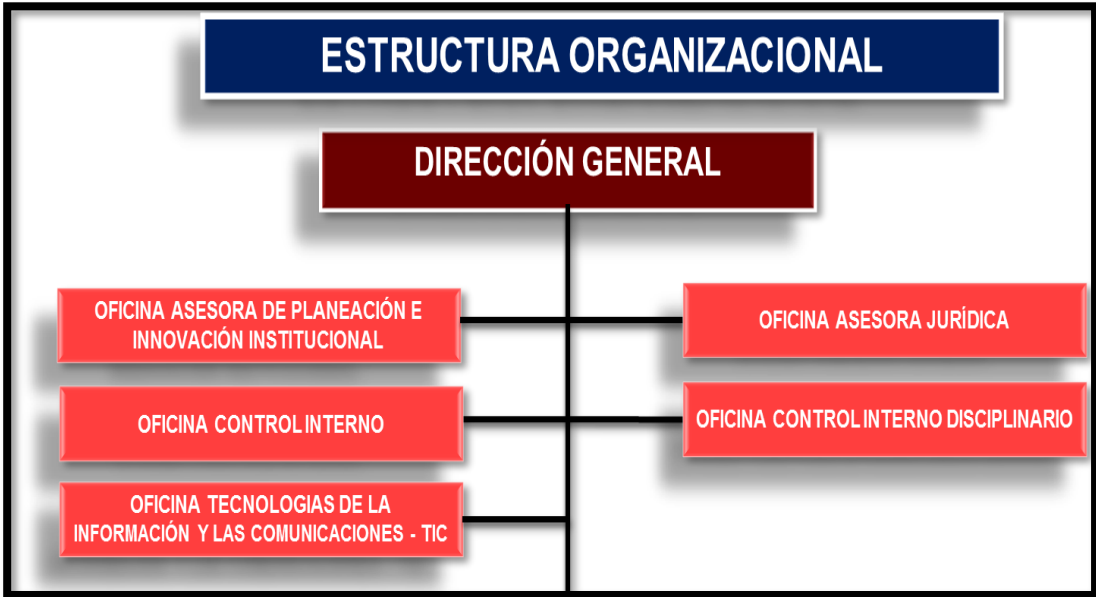 ESTRUCTURA ORGANIZACIONAL
DIRECCIÓN GENERAL
OFICINA ASESORA DE PLANEACIÓN E
INNOVACIÓN INSTITUCIONAL
OFICINA ASESORA JURÍDICA
OFICINA CONTROL INTERNO
OFICINA CONTROL INTERNO DISCIPLINARIO
OFICINA TECNOLOGIAS DE LA
INFORMACIÓN Y LAS COMUNICACIONES - TIC